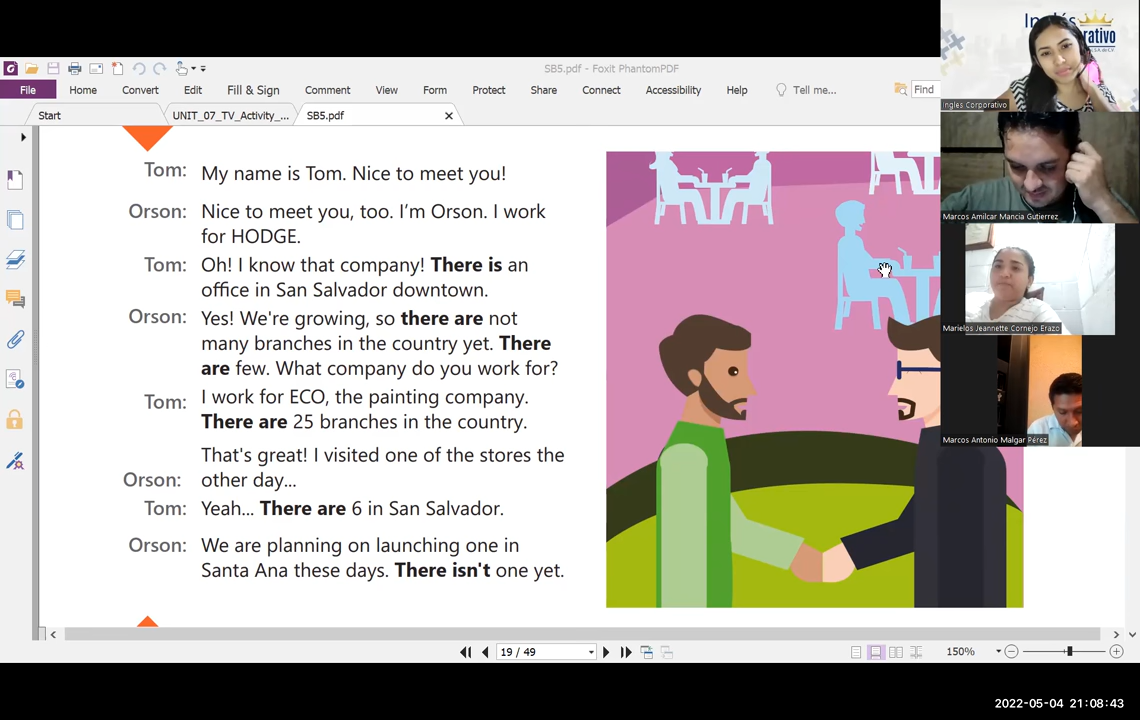 Inglés
rativo
S.A. de C.V.
Ingles Corporativo
SB5.pdf - Foxit PhantomPDF
File Home Convert Edit Fill & Sign Comment View Form Protect Share Connect Accessibility Help Tell me... Find
Start UNIT_07_TV_Activity_... SB5.pdf
Tom: My name is Tom. Nice to meet you!
Orson: Nice to meet you, too. I'm Orson. I work
for HODGE.
Tom: Oh! I know that company! There is an
office in San Salvador downtown.
Orson: Yes! We're growing, so there are not
many branches in the country yet. There
are few. What company do you work for?
Tom: I work for ECO, the painting company.
There are 25 branches in the country.
That's great! I visited one of the stores the
Orson: other day...
Tom: Yeah... There are 6 in San Salvador.
Orson: We are planning on launching one in
Santa Ana these days. There isn't one yet.
Marcos Amilcar Mancia Gutierrez
Marielos Jeannette Cornejo Erazo
Marcos Antonio Malgar Pérez
19 / 49
150%
2022-05-04 21:08:43